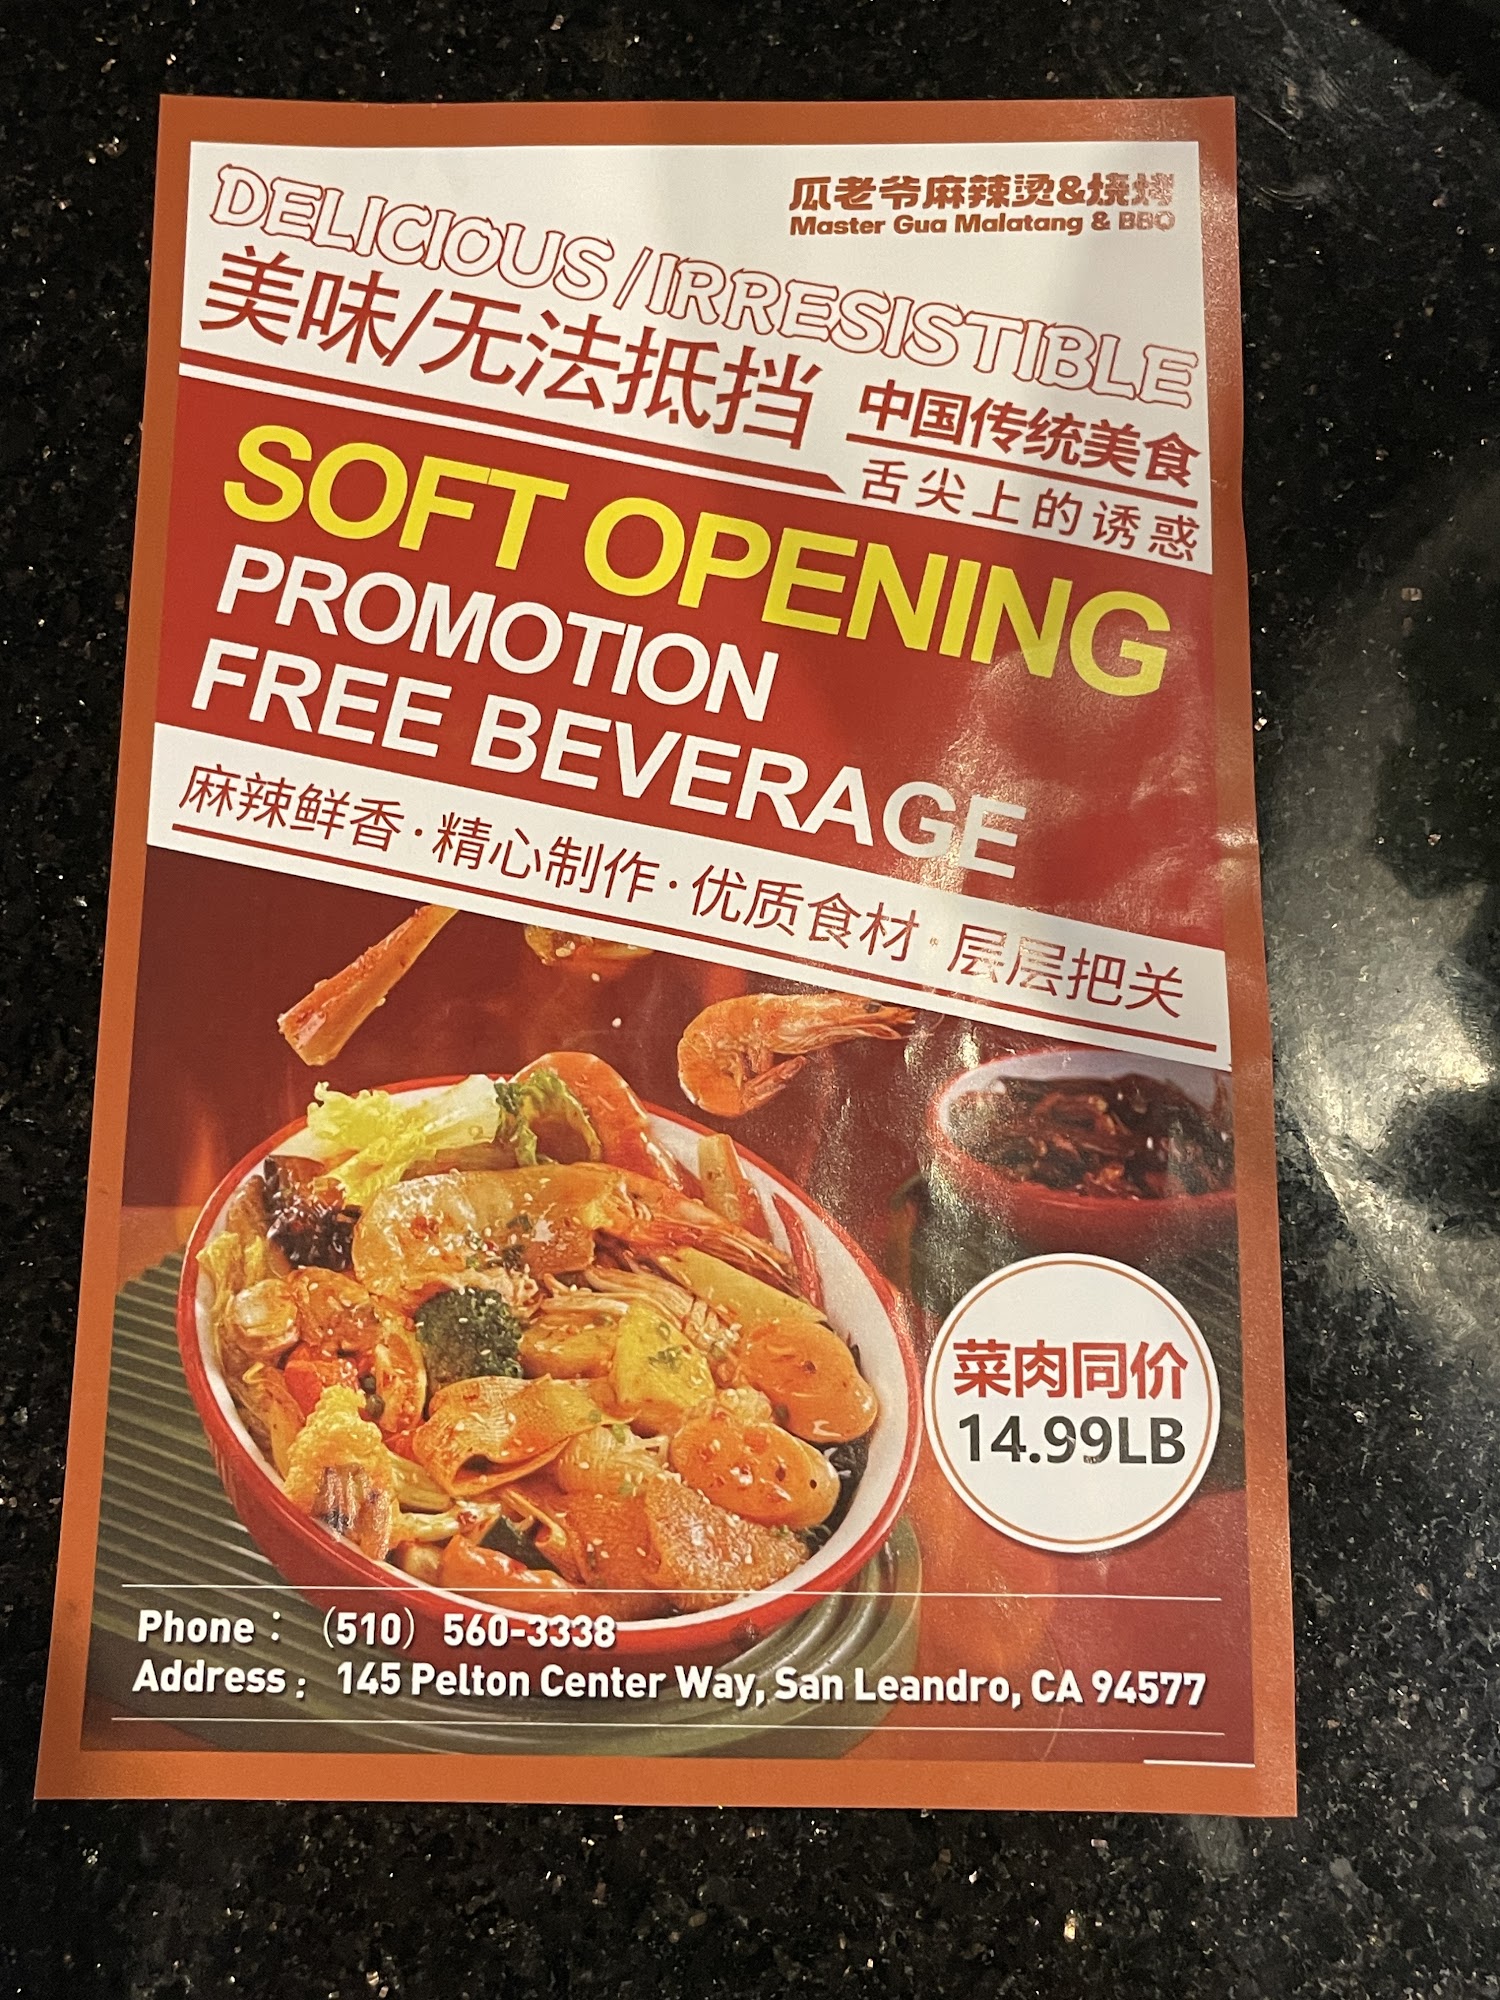 瓜老爷麻辣烫&烧烤
Master Gua Malatang & BBQ
DELICIOUS/IRRESISTIBLE
美味/无法抵挡
中国传统美食
舌尖上的诱惑
SOFT OPENING
PROMOTION
FREE BEVERAGE
麻辣鲜香·精心制作·优质食材·层层把关
菜肉同价
14.99LB
Phone：（510）560-3338
Address：145 Pelton Center Way, San Leandro, CA 94577